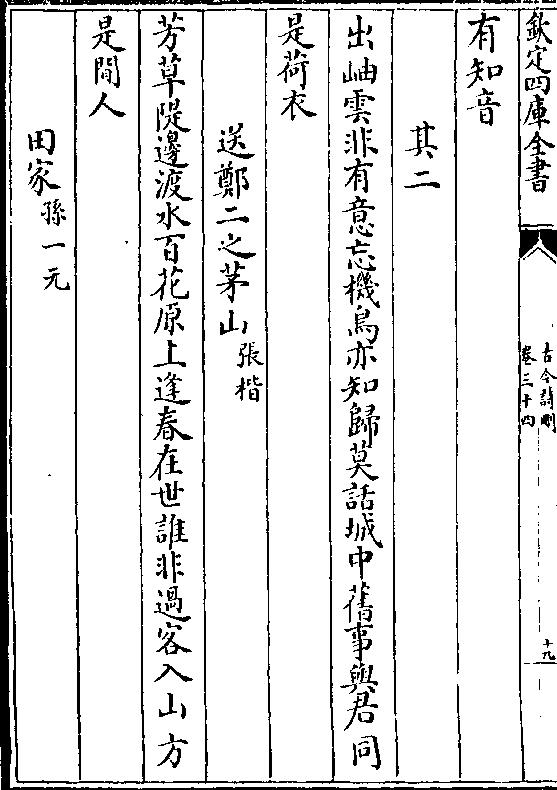 欽定四庫全書
古今詩刪
卷三十四
十九
有知音
其二
出岫雲非有意忘機鳥亦知歸莫話城中舊事與君同
是荷衣
送鄭二之茅山 張楷
芳草隄邊渡水百花原上逢春在世誰非過客入山方
是閒人
田家 孫一元